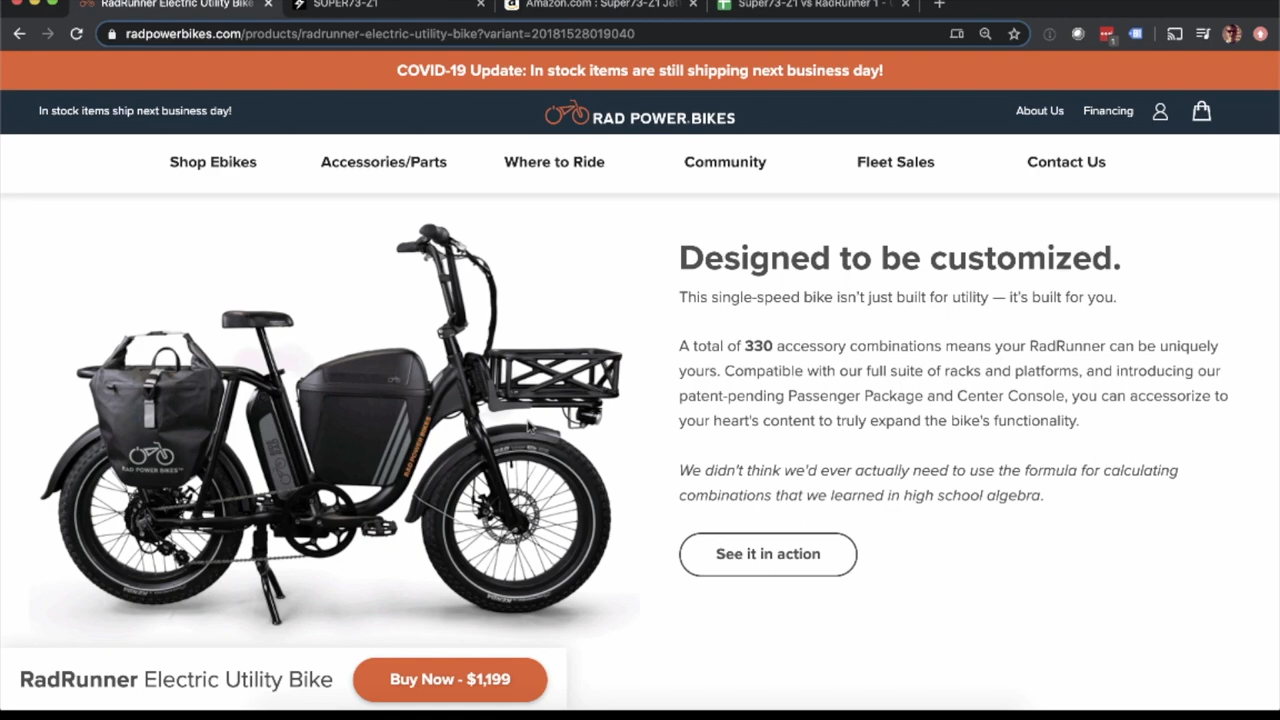 RadRunner Electric Utility Bike
SUPER73-Z1
Amazon.com : Super73-Z1 Jet
Super73-Z1 vs RadRunner 1 -
radpowerbikes.com/products/radrunner-electric-utility-bike?variant=20181528019040
COVID-19 Update: In stock items are still shipping next business day!
In stock items ship next business day!
RAD POWER BIKES
About Us
Financing
Shop Ebikes
Accessories/Parts
Where to Ride
Community
Fleet Sales
Contact Us
Designed to be customized.
This single-speed bike isn't just built for utility — it's built for you.
A total of 330 accessory combinations means your RadRunner can be uniquely
yours. Compatible with our full suite of racks and platforms, and introducing our
patent-pending Passenger Package and Center Console, you can accessorize to
your heart's content to truly expand the bike's functionality.
We didn't think we'd ever actually need to use the formula for calculating
combinations that we learned in high school algebra.
See it in action
RAD POWER BIKES
RAD POWER BIKES
RadRunner Electric Utility Bike
Buy Now - $1,199